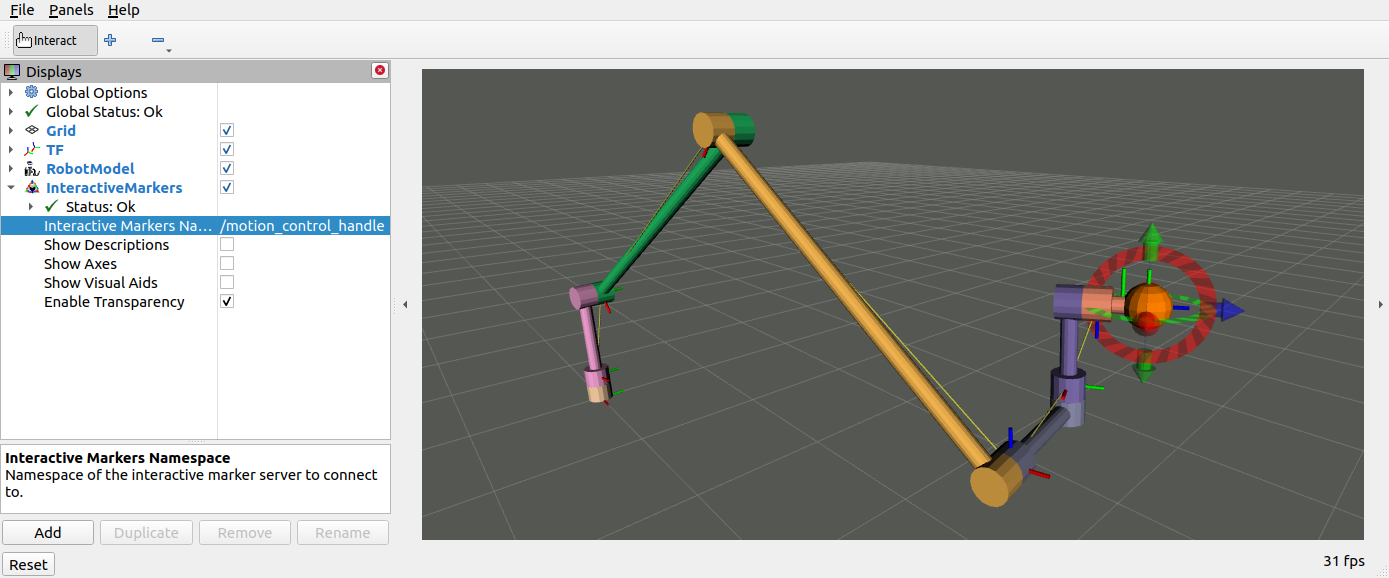 File Panels Help
Interact
Displays
Global Options
Global Status: Ok
Grid
TF
RobotModel
InteractiveMarkers
Status: Ok
Interactive Markers Na... /motion_control_handle
Show Descriptions
Show Axes
Show Visual Aids
Enable Transparency
Interactive Markers Namespace
Namespace of the interactive marker server to connect
to.
Add Duplicate Remove Rename
Reset
31 fps